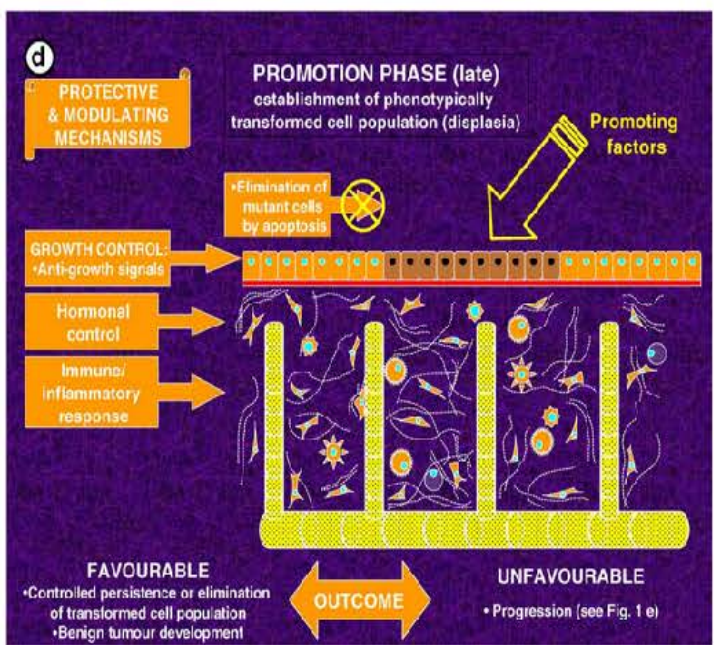 d
PROTECTIVE
& MODULATING
MECHANISMS
PROMOTION PHASE (late)
establishment of phenotypically
transformed cell population (displasia)
Promoting
factors
•Elimination of
mutant cells
by apoptosis
GROWTH CONTROL:
•Anti-growth signals
Hormonal
control
Immune/
inflammatory
response
FAVOURABLE
•Controlled persistence or elimination
of transformed cell population
•Benign tumour development
OUTCOME
UNFAVOURABLE
• Progression (see Fig. 1 e)